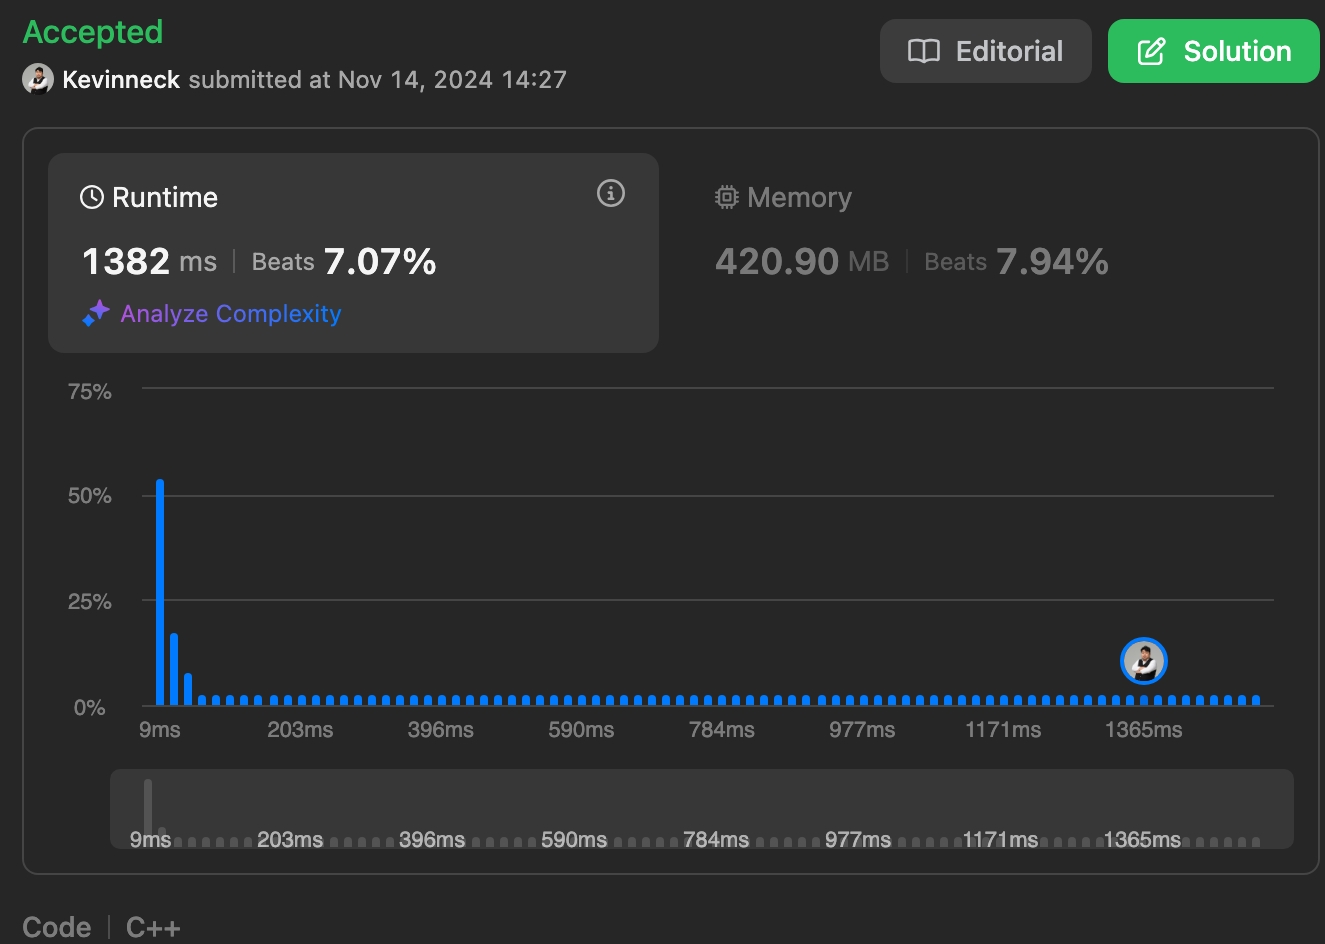 Accepted
Editorial
Solution
Kevinneck submitted at Nov 14, 2024 14:27
Runtime
Memory
1382 ms | Beats 7.07%
420.90 MB | Beats 7.94%
Analyze Complexity
75%
50%
25%
0%
9ms 203ms 396ms 590ms 784ms 977ms 1171ms 1365ms
9ms 203ms 396ms 590ms 784ms 977ms 1171ms 1365ms
Code | C++